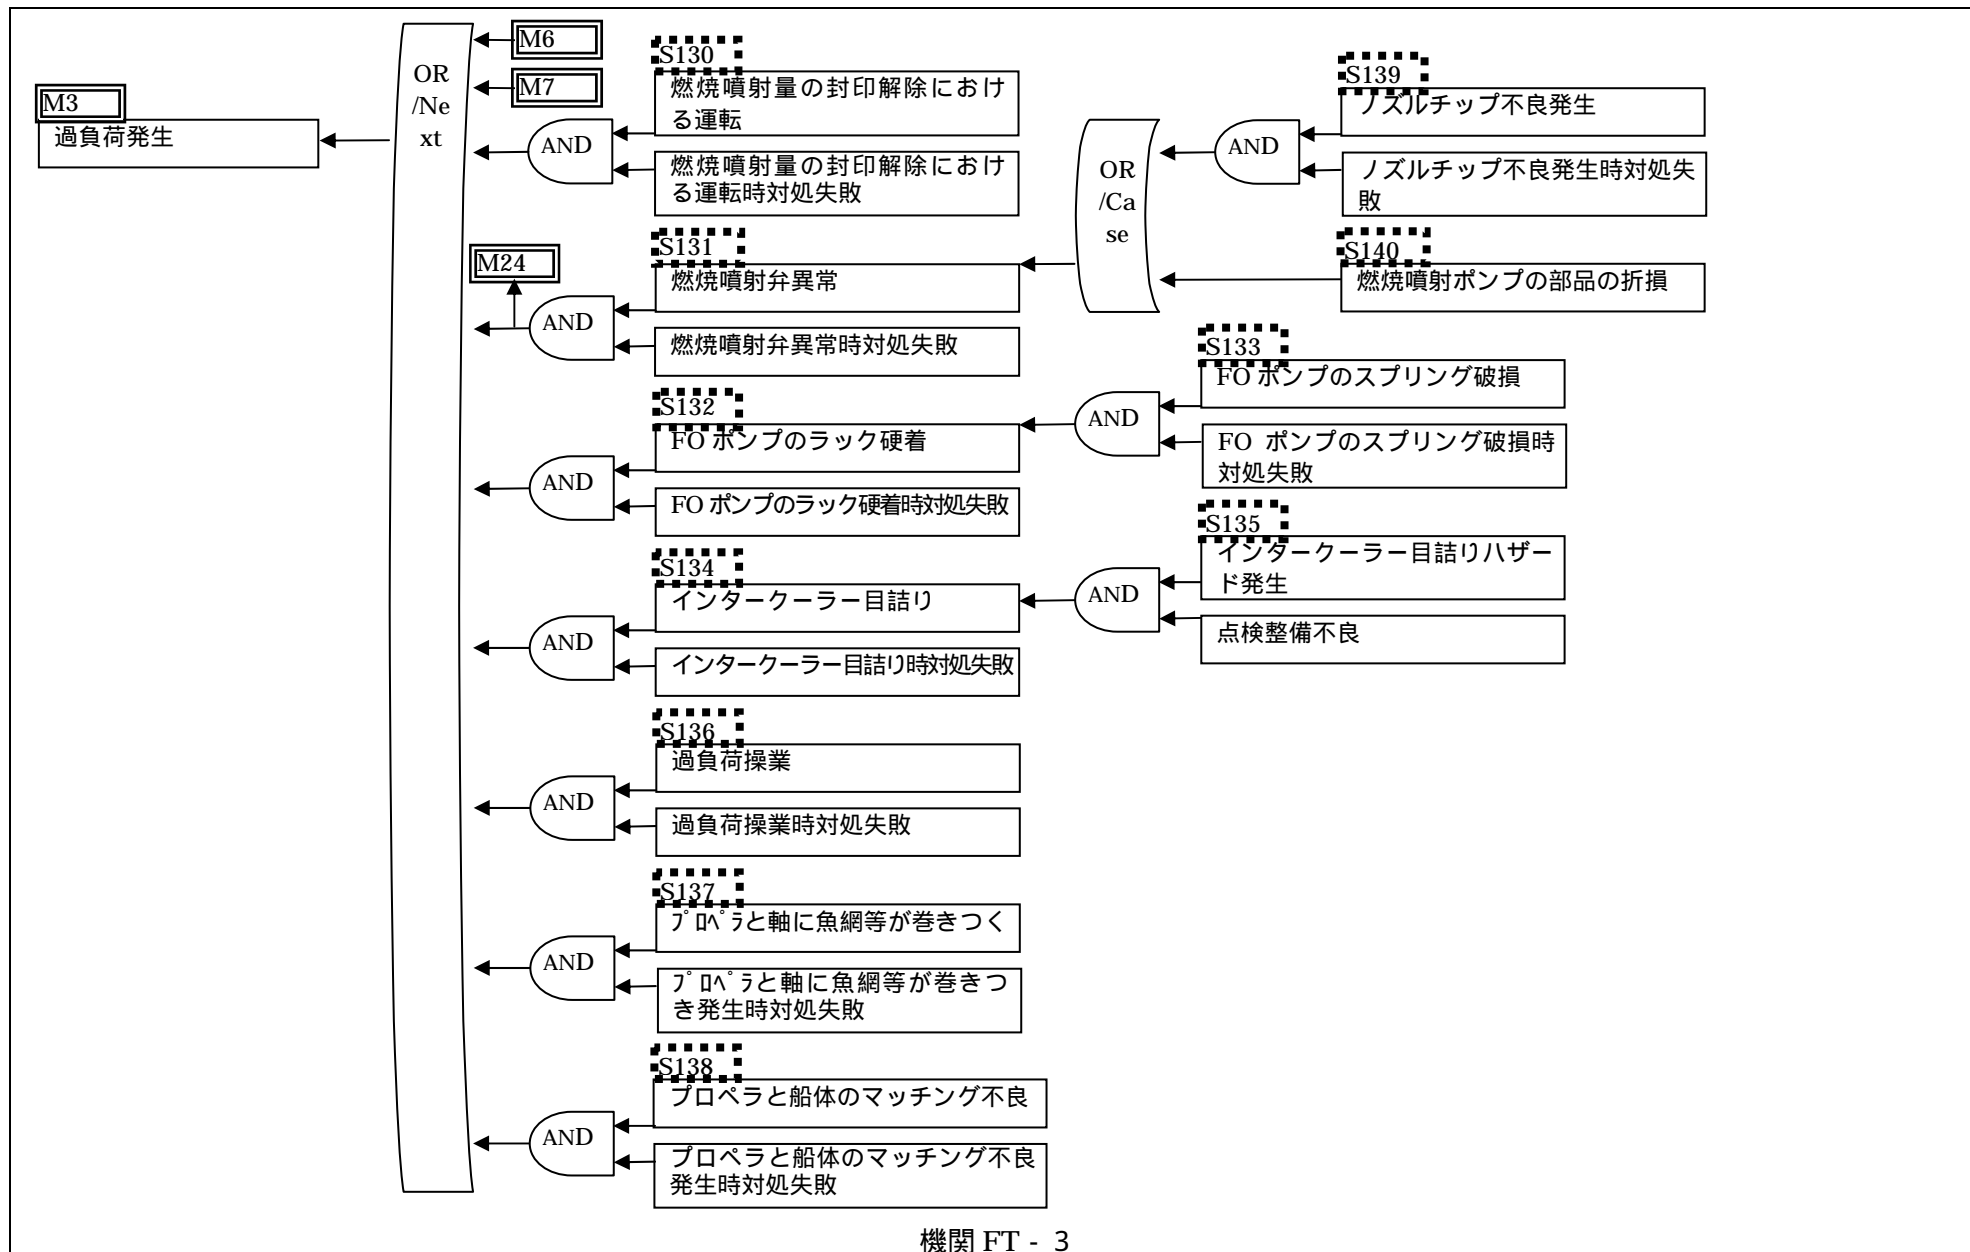 M3
過負荷発生
OR
/Ne
xt
M6
M7
S130
燃焼噴射量の封印解除におけ
る運転
AND
燃焼噴射量の封印解除におけ
る運転時対処失敗
M24
S131
燃焼噴射弁異常
AND
燃焼噴射弁異常時対処失敗
OR
/Ca
se
S139
ノズルチップ不良発生
AND
ノズルチップ不良発生時対処失
敗
S140
燃焼噴射ポンプの部品の折損
S132
FO ポンプのラック硬着
AND
FO ポンプのラック硬着時対処失敗
S133
FO ポンプのスプリング破損
AND
FO ポンプのスプリング破損時
対処失敗
S134
インタークーラー目詰り
AND
インタークーラー目詰り時対処失敗
S135
インタークーラー目詰りハザー
ド発生
AND
点検整備不良
S136
過負荷操業
AND
過負荷操業時対処失敗
S137
プロペラと軸に魚網等が巻きつく
AND
プロペラと軸に魚網等が巻きつ
き発生時対処失敗
S138
プロペラと船体のマッチング不良
AND
プロペラと船体のマッチング不良
発生時対処失敗
機関 FT - 3